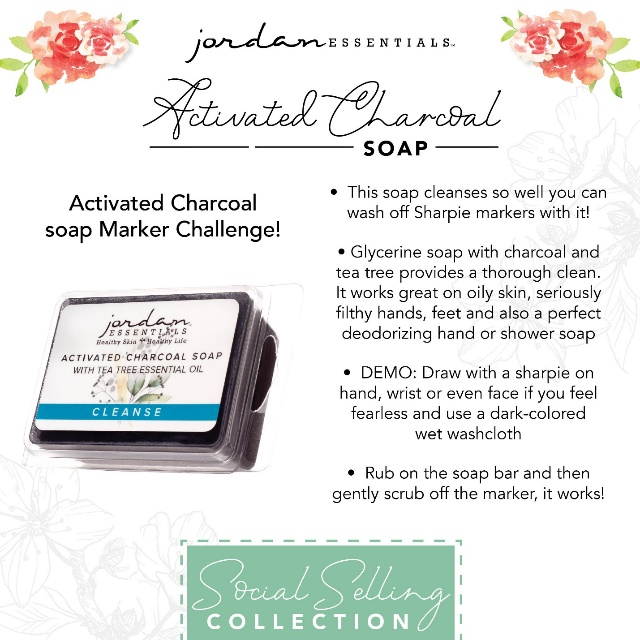 jordan ESSENTIALS™
Activated Charcoal
SOAP
Activated Charcoal
soap Marker Challenge!
jordan
ESSENTIALS
Healthy Skin Healthy Life
ACTIVATED CHARCOAL SOAP
WITH TEA TREE ESSENTIAL OIL
CLEANSE
• This soap cleanses so well you can
wash off Sharpie markers with it!
• Glycerine soap with charcoal and
tea tree provides a thorough clean.
It works great on oily skin, seriously
filthy hands, feet and also a perfect
deodorizing hand or shower soap
• DEMO: Draw with a sharpie on
hand, wrist or even face if you feel
fearless and use a dark-colored
wet washcloth
• Rub on the soap bar and then
gently scrub off the marker, it works!
Social Selling
COLLECTION